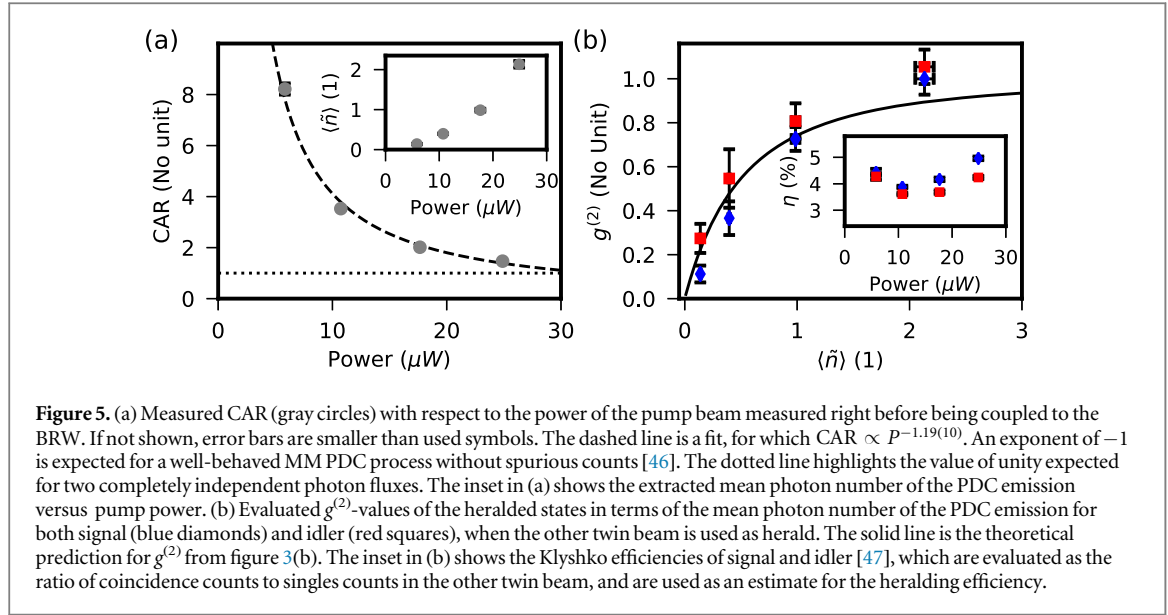 (a)
(b)
CAR (No unit)
8
6
4
2
0
0
10
20
30
Power (μW)
⟨ñ⟩ (1)
2
1
0
0
10
20
30
Power (μW)
g(2) (No Unit)
1.0
0.8
0.6
0.4
0.2
0.0
0
1
2
3
⟨ñ⟩ (1)
η (%)
5
4
3
0
10
20
30
Power (μW)
Figure 5. (a) Measured CAR (gray circles) with respect to the power of the pump beam measured right before being coupled to the
BRW. If not shown, error bars are smaller than used symbols. The dashed line is a fit, for which CAR ∝ P−1.19(10). An exponent of −1
is expected for a well-behaved MM PDC process without spurious counts [46]. The dotted line highlights the value of unity expected
for two completely independent photon fluxes. The inset in (a) shows the extracted mean photon number of the PDC emission
versus pump power. (b) Evaluated g(2)-values of the heralded states in terms of the mean photon number of the PDC emission for
both signal (blue diamonds) and idler (red squares), when the other twin beam is used as herald. The solid line is the theoretical
prediction for g(2) from figure 3(b). The inset in (b) shows the Klyshko efficiencies of signal and idler [47], which are evaluated as the
ratio of coincidence counts to singles counts in the other twin beam, and are used as an estimate for the heralding efficiency.